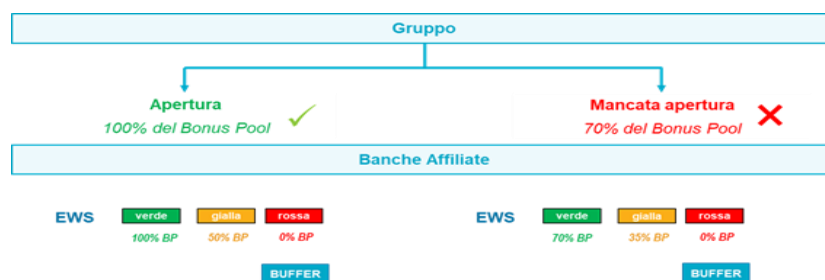 Gruppo
Apertura
100% del Bonus Pool
Mancata apertura
70% del Bonus Pool
Banche Affiliate
EWS verde gialla rossa EWS verde gialla rossa
100% BP 50% BP 0% BP 70% BP 35% BP 0% BP
BUFFER BUFFER